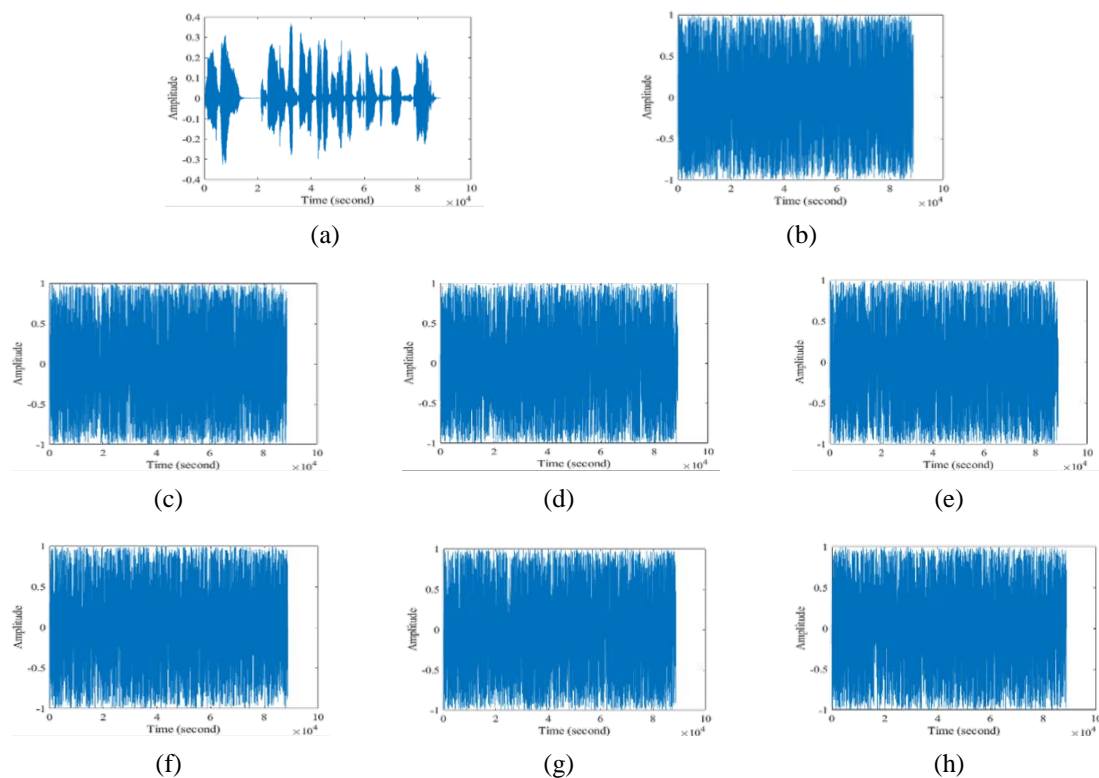 0.4
0.3
0.2
0.1
0
-0.1
-0.2
-0.3
-0.4
Amplitude
0 2 4 6 8 10
Time (second)
×10⁴
(a)
1
0.5
0
-0.5
-1
Amplitude
0 2 4 6 8 10
Time (second)
×10⁴
(b)
1
0.5
0
-0.5
-1
Amplitude
0 2 4 6 8 10
Time (second)
×10⁴
(c)
1
0.5
0
-0.5
-1
Amplitude
0 2 4 6 8 10
Time (second)
×10⁴
(d)
1
0.5
0
-0.5
-1
Amplitude
0 2 4 6 8 10
Time (second)
×10⁴
(e)
1
0.5
0
-0.5
-1
Amplitude
0 2 4 6 8 10
Time (second)
×10⁴
(f)
1
0.5
0
-0.5
-1
Amplitude
0 2 4 6 8 10
Time (second)
×10⁴
(g)
1
0.5
0
-0.5
-1
Amplitude
0 2 4 6 8 10
Time (second)
×10⁴
(h)